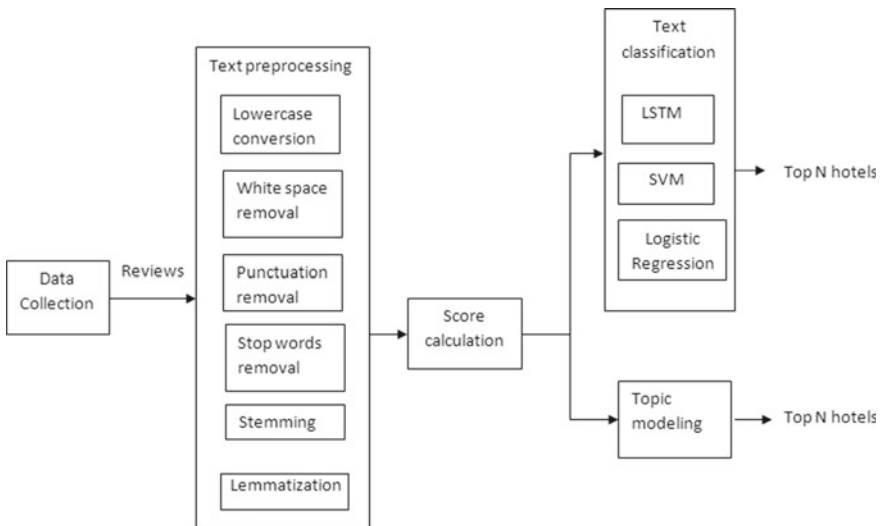 Data
Collection
Reviews
Text preprocessing
Lowercase
conversion
White space
removal
Punctuation
removal
Stop words
removal
Stemming
Lemmatization
Score
calculation
Text
classification
LSTM
SVM
Logistic
Regression
Top N hotels
Topic
modeling
Top N hotels